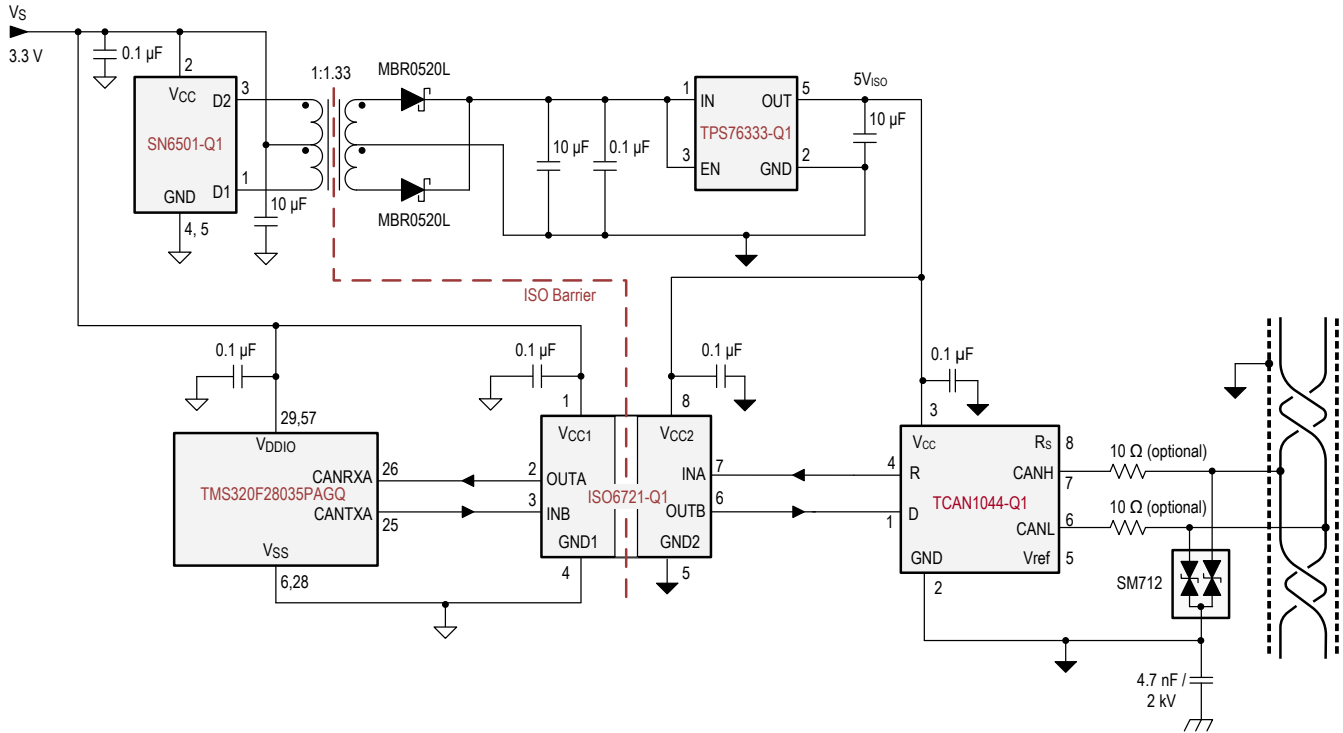 VS
3.3 V
0.1 µF
2
VCC
D2
3
SN6501-Q1
D1
1
GND
4, 5
10 µF
1:1.33
MBR0520L
MBR0520L
10 µF
0.1 µF
1
IN
OUT
5
TPS76333-Q1
3
EN
GND
2
5VISO
10 µF
ISO Barrier
0.1 µF
29,57
VDDIO
CANRXA
26
TMS320F28035PAGQ
CANTXA
25
VSS
6,28
0.1 µF
1
VCC1
2
OUTA
3
INB
GND1
4
ISO6721-Q1
0.1 µF
8
VCC2
INA
7
OUTB
6
GND2
5
0.1 µF
3
VCC
RS
8
4
R
CANH
7
TCAN1044-Q1
1
D
CANL
6
GND
2
Vref
5
10 Ω (optional)
10 Ω (optional)
SM712
4.7 nF /
2 kV